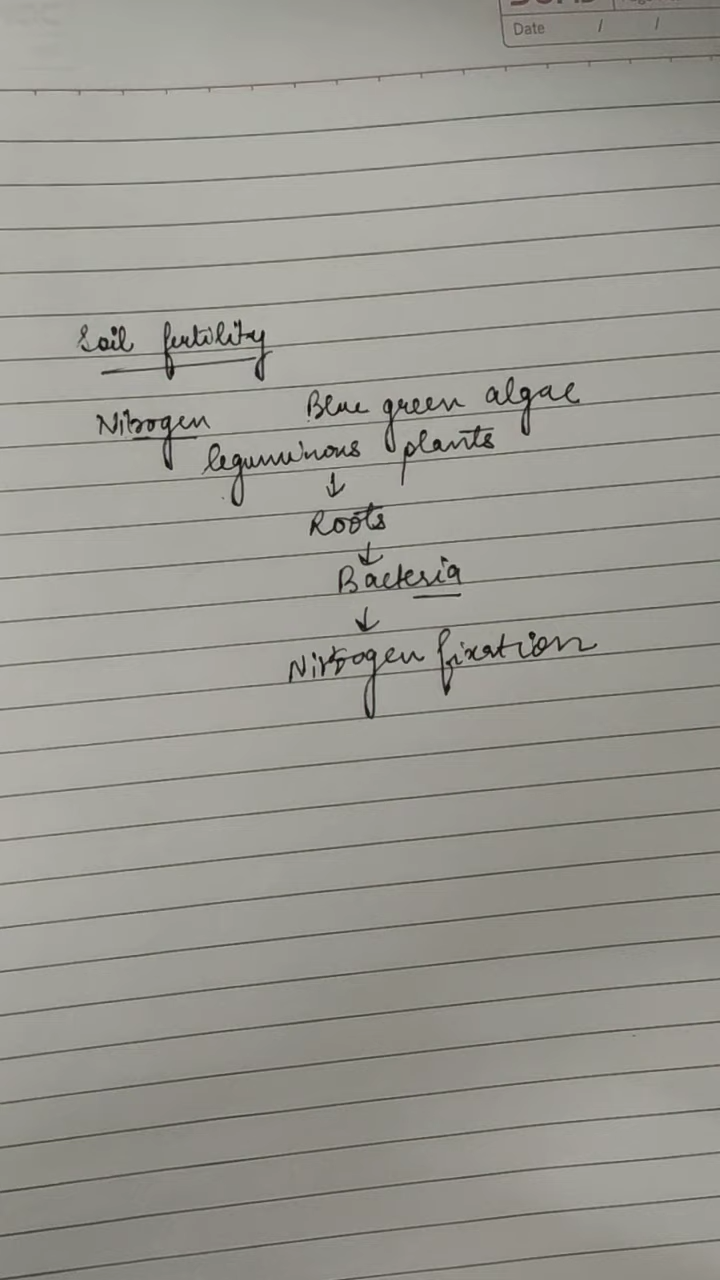 Date / /
Soil fertility
Nitrogen Blue green algae
leguminous plants
↓
Roots
↓
Bacteria
↓
Nitrogen fixation